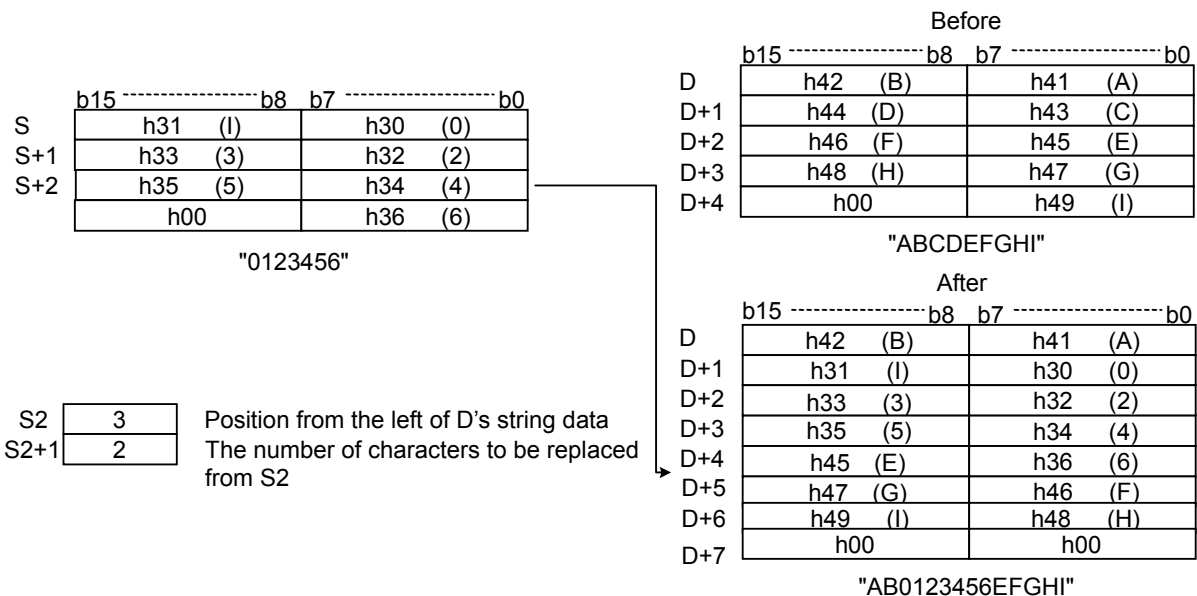 Before
b15 b8 b7 b0
D h42 (B) h41 (A)
D+1 h44 (D) h43 (C)
D+2 h46 (F) h45 (E)
D+3 h48 (H) h47 (G)
D+4 h00 h49 (I)
"ABCDEFGHI"
b15 b8 b7 b0
S h31 (I) h30 (0)
S+1 h33 (3) h32 (2)
S+2 h35 (5) h34 (4)
h00 h36 (6)
"0123456"
After
b15 b8 b7 b0
D h42 (B) h41 (A)
D+1 h31 (I) h30 (0)
D+2 h33 (3) h32 (2)
D+3 h35 (5) h34 (4)
D+4 h45 (E) h36 (6)
D+5 h47 (G) h46 (F)
D+6 h49 (I) h48 (H)
D+7 h00 h00
"AB0123456EFGHI"
S2 3 Position from the left of D's string data
S2+1 2 The number of characters to be replaced
from S2